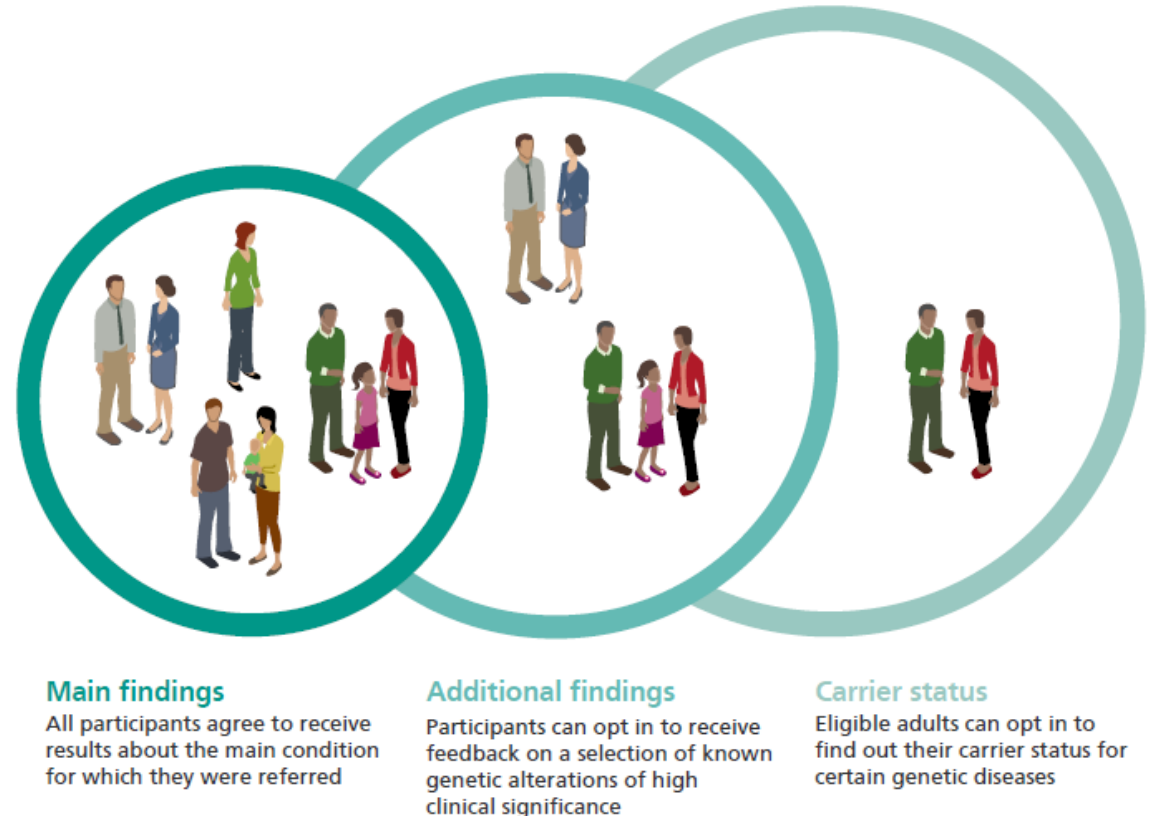 Main findings
All participants agree to receive
results about the main condition
for which they were referred
Additional findings
Participants can opt in to receive
feedback on a selection of known
genetic alterations of high
clinical significance
Carrier status
Eligible adults can opt in to
find out their carrier status for
certain genetic diseases